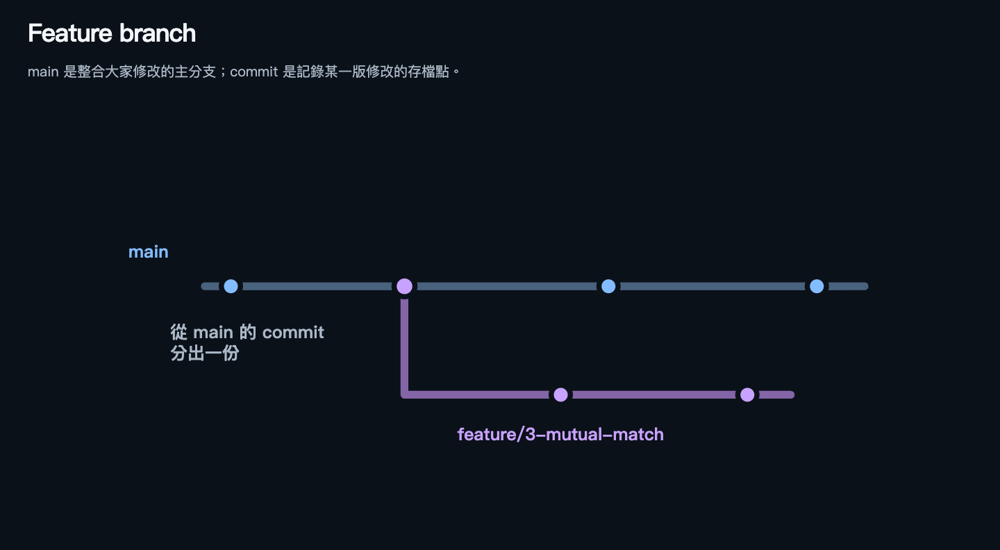 Feature branch
main 是整合大家修改的主分支；commit 是記錄某一版修改的存檔點。
main
從 main 的 commit
分出一份
feature/3-mutual-match